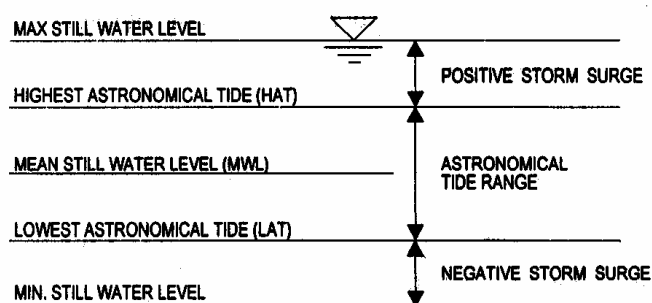 MAX STILL WATER LEVEL
POSITIVE STORM SURGE
HIGHEST ASTRONOMICAL TIDE (HAT)
MEAN STILL WATER LEVEL (MWL)
ASTRONOMICAL
TIDE RANGE
LOWEST ASTRONOMICAL TIDE (LAT)
NEGATIVE STORM SURGE
MIN. STILL WATER LEVEL